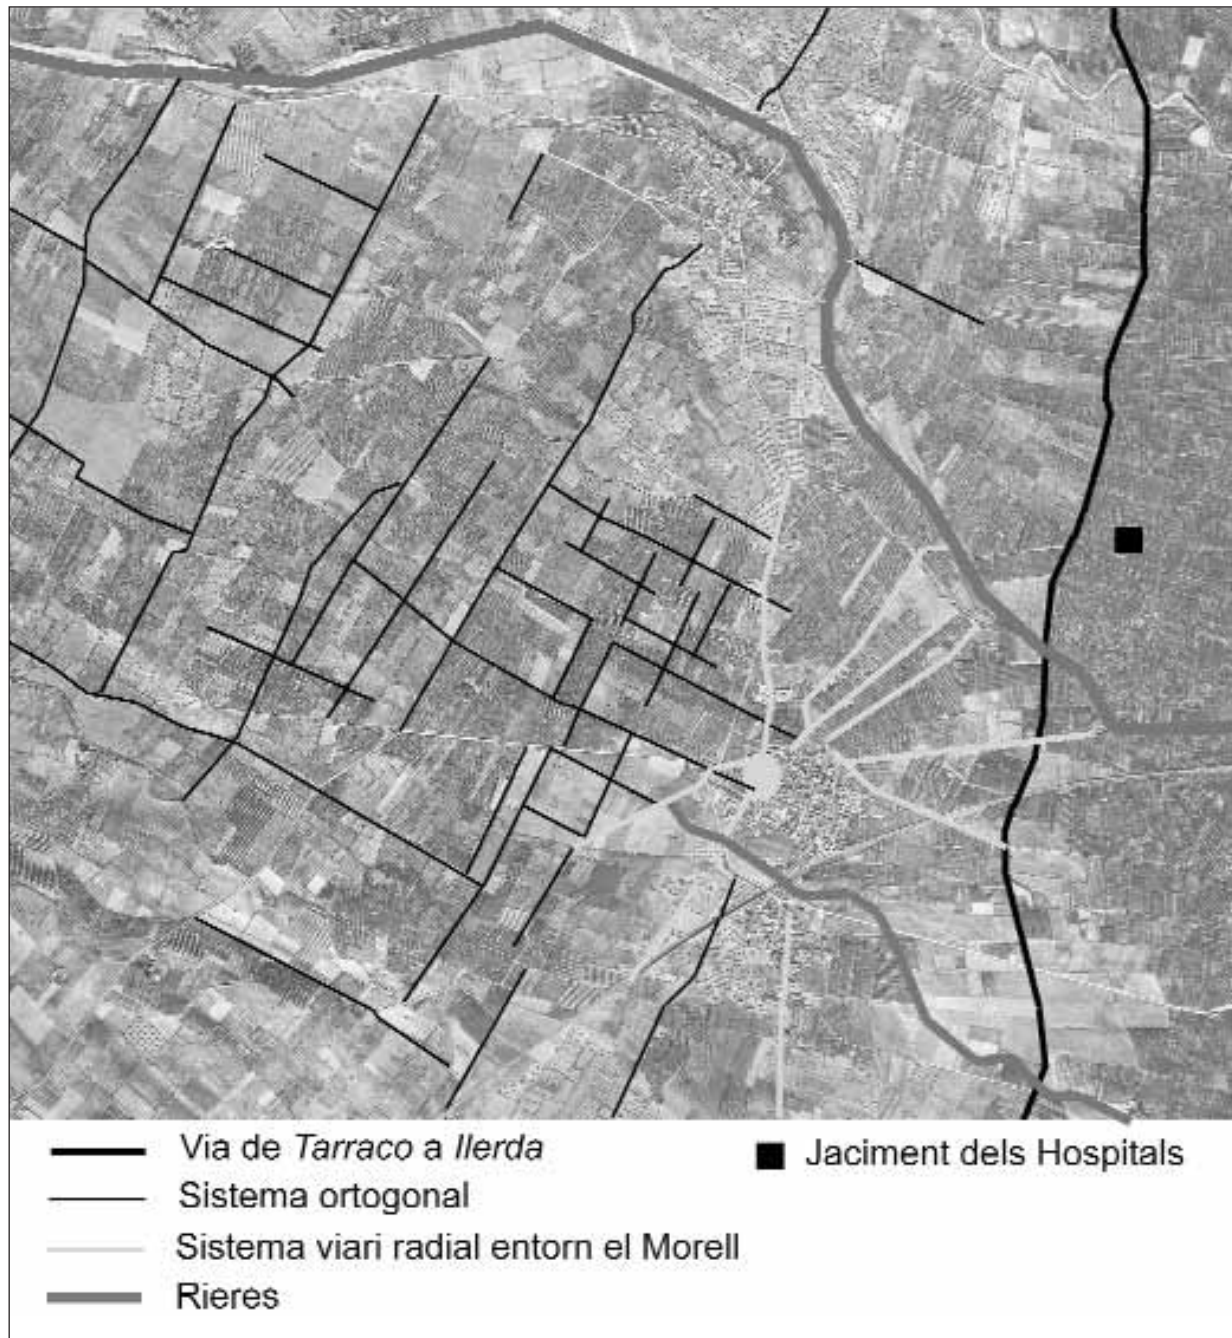 Via de Tarraco a Ilerda
Sistema ortogonal
Sistema viari radial entorn el Morell
Rieres
Jaciment dels Hospitals